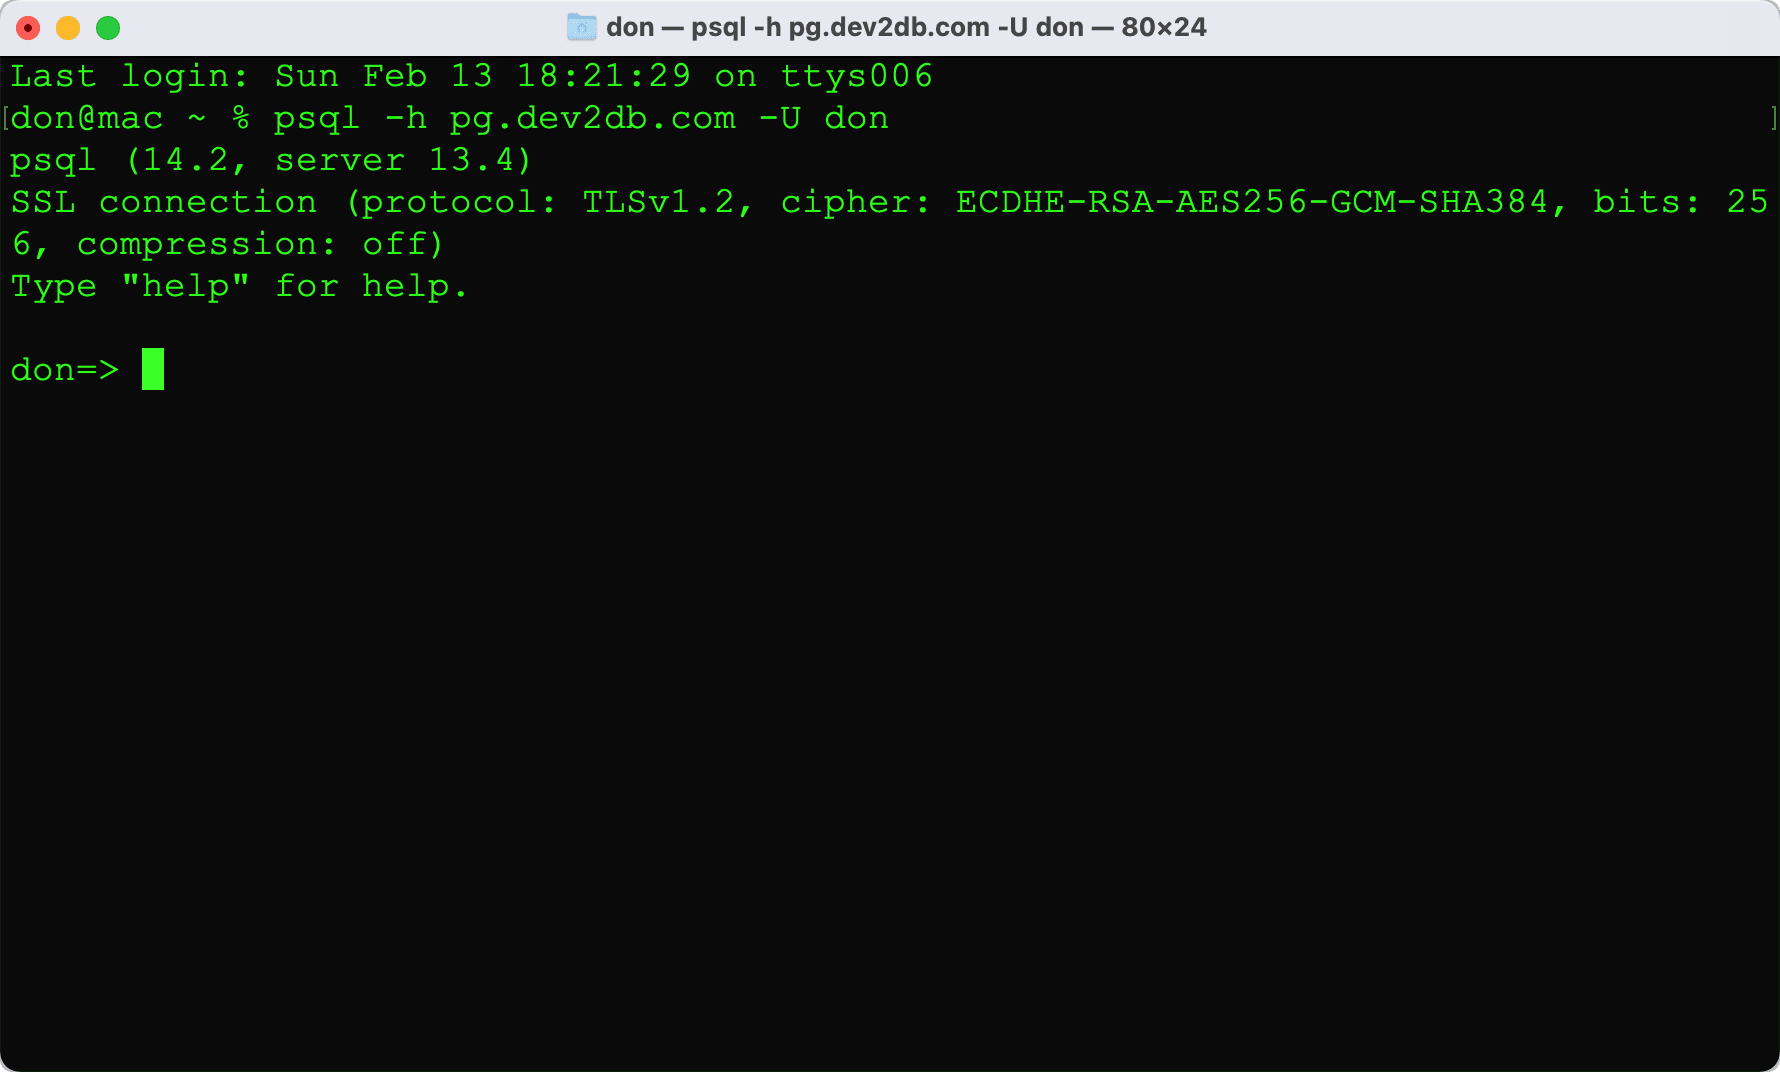 don — psql -h pg.dev2db.com -U don — 80×24
Last login: Sun Feb 13 18:21:29 on ttys006
[don@mac ~ % psql -h pg.dev2db.com -U don ]
psql (14.2, server 13.4)
SSL connection (protocol: TLSv1.2, cipher: ECDHE-RSA-AES256-GCM-SHA384, bits: 25
6, compression: off)
Type "help" for help.
don=>